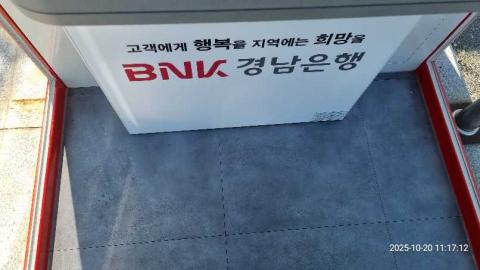 고객에게 행복을 지역에는 희망을
BNK 경남은행
2025-10-20 11:17:12